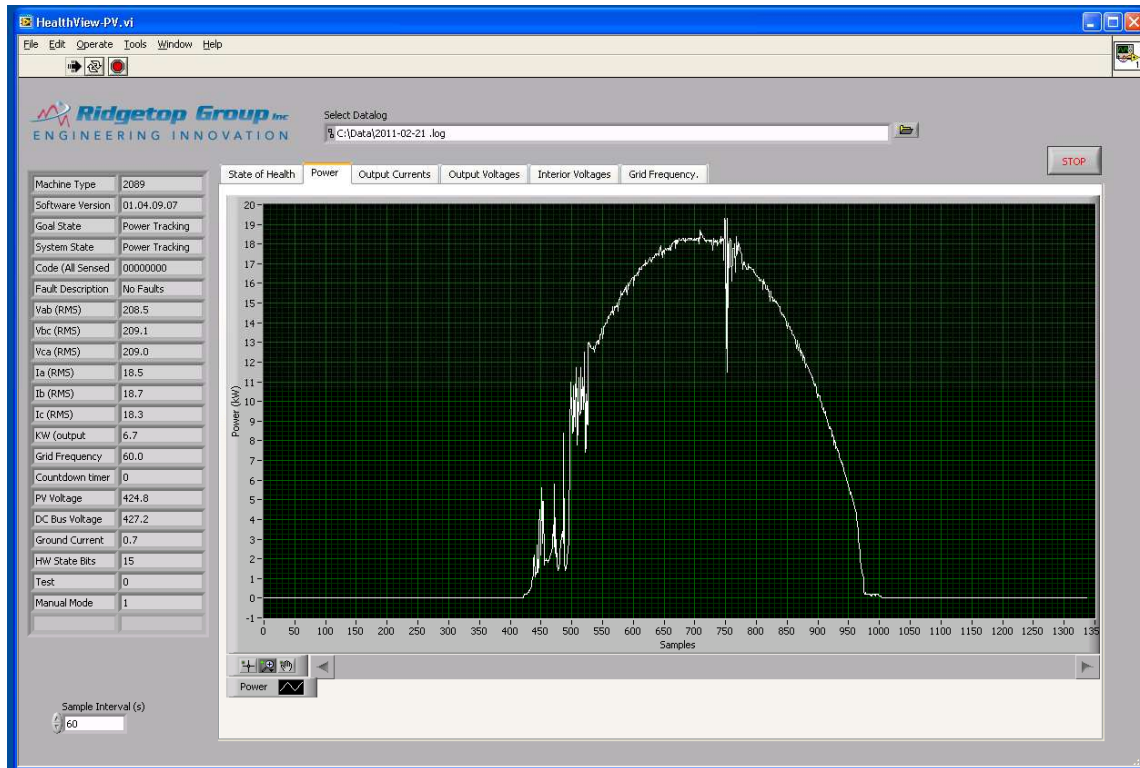 HealthView-PV.vi
File Edit Operate Tools Window Help
1
Ridgetop Group Inc
ENGINEERING INNOVATION
Select Datalog
C:\Data\2011-02-21 .log
STOP
State of Health Power Output Currents Output Voltages Interior Voltages Grid Frequency.
Machine Type 2089
Software Version 01.04.09.07
Goal State Power Tracking
System State Power Tracking
Code (All Sensed 00000000
Fault Description No Faults
Vab (RMS) 208.5
Vbc (RMS) 209.1
Vca (RMS) 209.0
Ia (RMS) 18.5
Ib (RMS) 18.7
Ic (RMS) 18.3
KW (output 6.7
Grid Frequency 60.0
Countdown timer 0
PV Voltage 424.8
DC Bus Voltage 427.2
Ground Current 0.7
HW State Bits 15
Test 0
Manual Mode 1
Power (kW)
20
19
18
17
16
15
14
13
12
11
10
9
8
7
6
5
4
3
2
1
0
-1
0 50 100 150 200 250 300 350 400 450 500 550 600 650 700 750 800 850 900 950 1000 1050 1100 1150 1200 1250 1300 135
Samples
Power
Sample Interval (s)
60